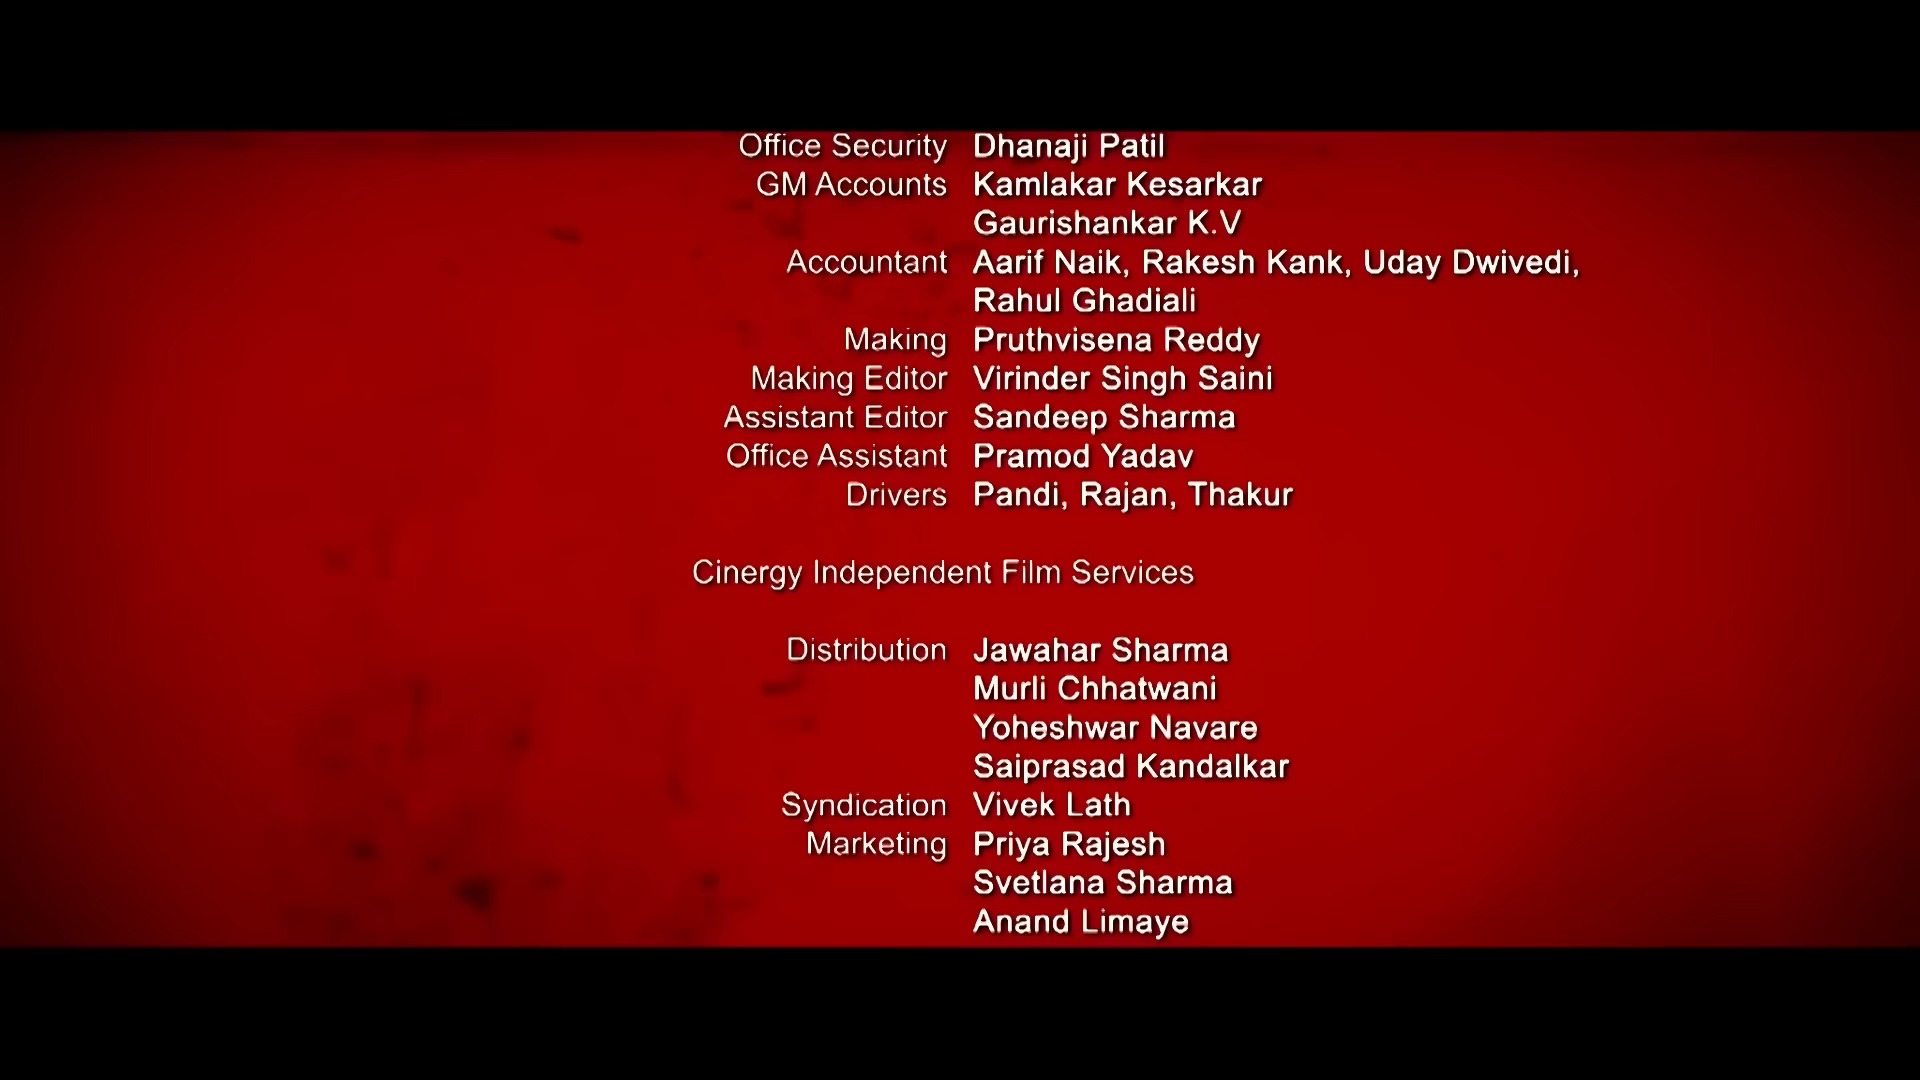 Office Security Dhanaji Patil
GM Accounts Kamlakar Kesarkar
Gaurishankar K.V
Accountant Aarif Naik, Rakesh Kank, Uday Dwivedi,
Rahul Ghadiali
Making Pruthvisena Reddy
Making Editor Virinder Singh Saini
Assistant Editor Sandeep Sharma
Office Assistant Pramod Yadav
Drivers Pandi, Rajan, Thakur
Cinergy Independent Film Services
Distribution Jawahar Sharma
Murli Chhatwani
Yoheshwar Navare
Saiprasad Kandalkar
Syndication Vivek Lath
Marketing Priya Rajesh
Svetlana Sharma
Anand Limaye